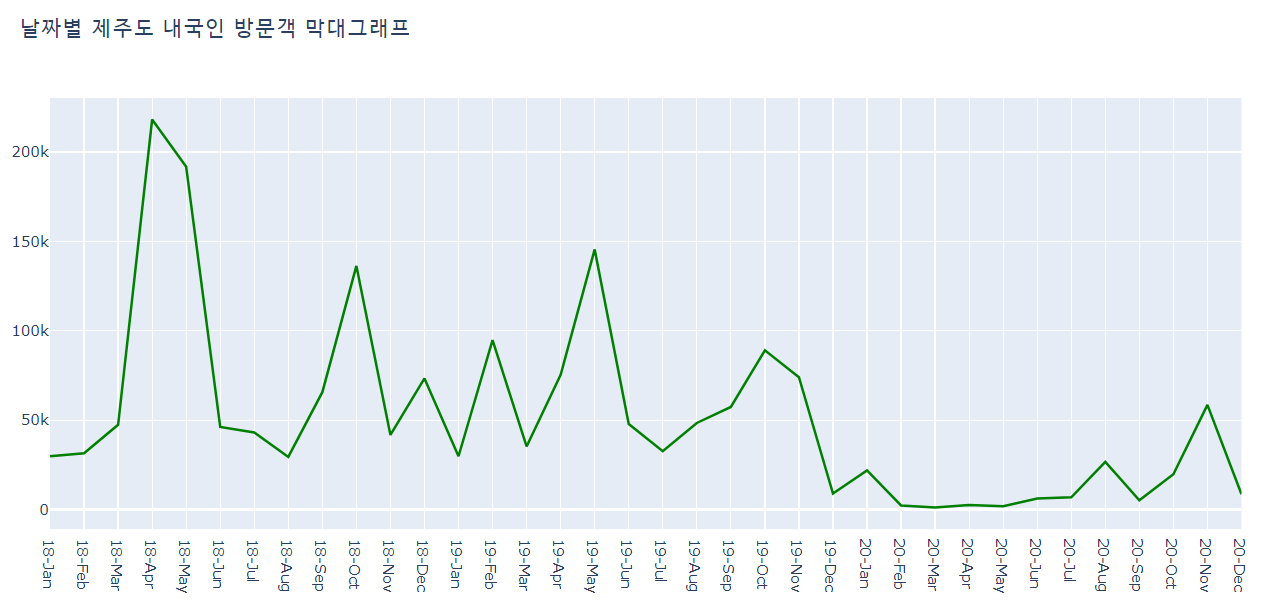 날짜별 제주도 내국인 방문객 막대그래프
200k
150k
100k
50k
0
18-Jan
18-Feb
18-Mar
18-Apr
18-May
18-Jun
18-Jul
18-Aug
18-Sep
18-Oct
18-Nov
18-Dec
19-Jan
19-Feb
19-Mar
19-Apr
19-May
19-Jun
19-Jul
19-Aug
19-Sep
19-Oct
19-Nov
19-Dec
20-Jan
20-Feb
20-Mar
20-Apr
20-May
20-Jun
20-Jul
20-Aug
20-Sep
20-Oct
20-Nov
20-Dec